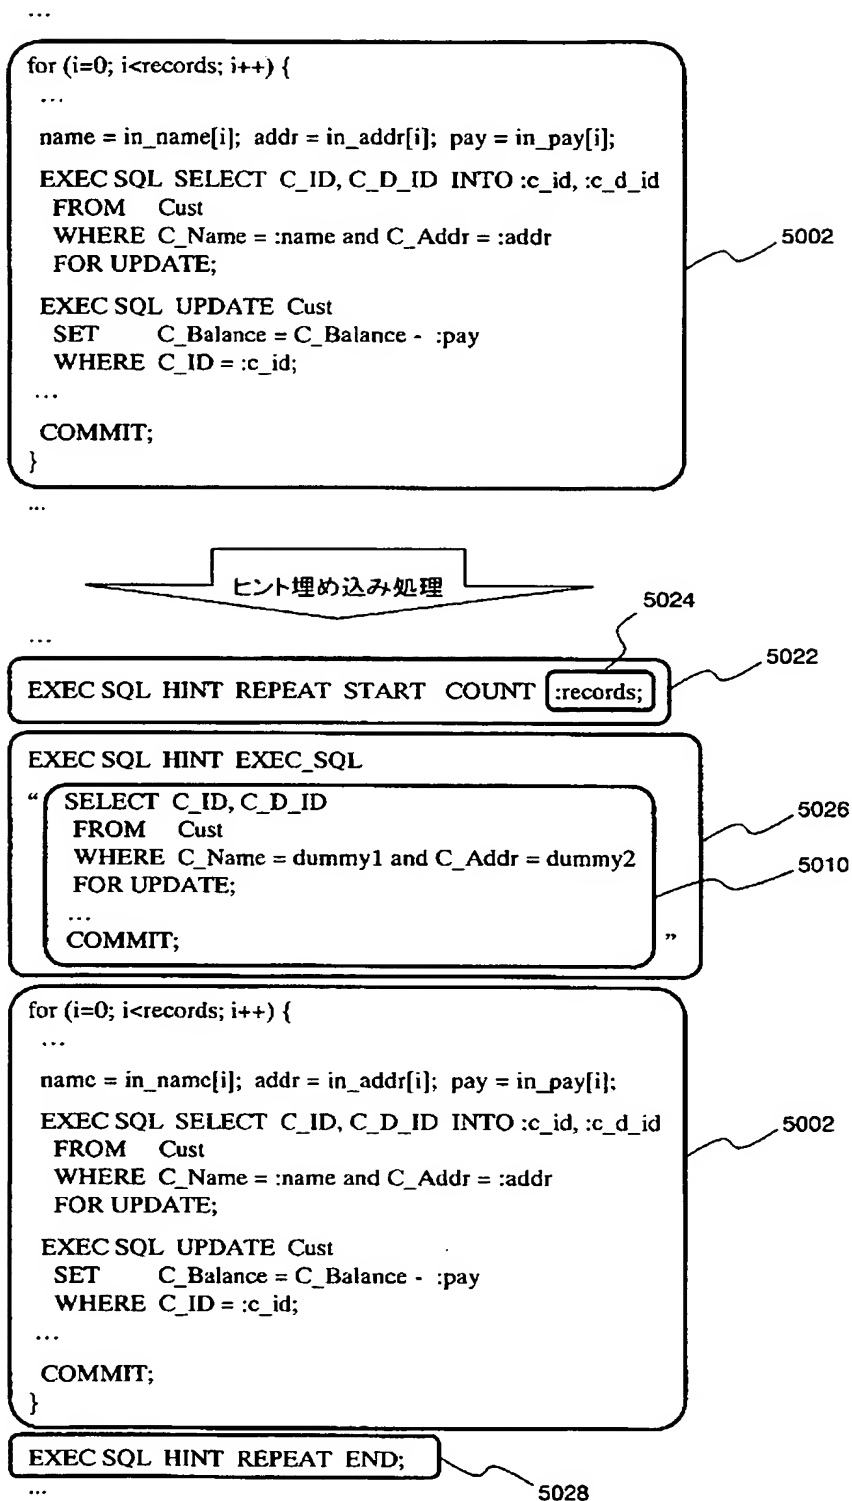 ...
for (i=0; i<records; i++) {
...
name = in_name[i]; addr = in_addr[i]; pay = in_pay[i];
EXEC SQL SELECT C_ID, C_D_ID INTO :c_id, :c_d_id
FROM Cust
WHERE C_Name = :name and C_Addr = :addr
FOR UPDATE;
5002
EXEC SQL UPDATE Cust
SET C_Balance = C_Balance - :pay
WHERE C_ID = :c_id;
...
COMMIT;
}
...
ヒント埋め込み処理
5024
...
5022
EXEC SQL HINT REPEAT START COUNT :records;
EXEC SQL HINT EXEC_SQL
“ SELECT C_ID, C_D_ID
FROM Cust
5026
WHERE C_Name = dummy1 and C_Addr = dummy2
5010
FOR UPDATE;
...
COMMIT; ”
for (i=0; i<records; i++) {
...
name = in_name[i]; addr = in_addr[i]; pay = in_pay[i];
EXEC SQL SELECT C_ID, C_D_ID INTO :c_id, :c_d_id
5002
FROM Cust
WHERE C_Name = :name and C_Addr = :addr
FOR UPDATE;
EXEC SQL UPDATE Cust
SET C_Balance = C_Balance - :pay
WHERE C_ID = :c_id;
...
COMMIT;
}
EXEC SQL HINT REPEAT END;
...
5028